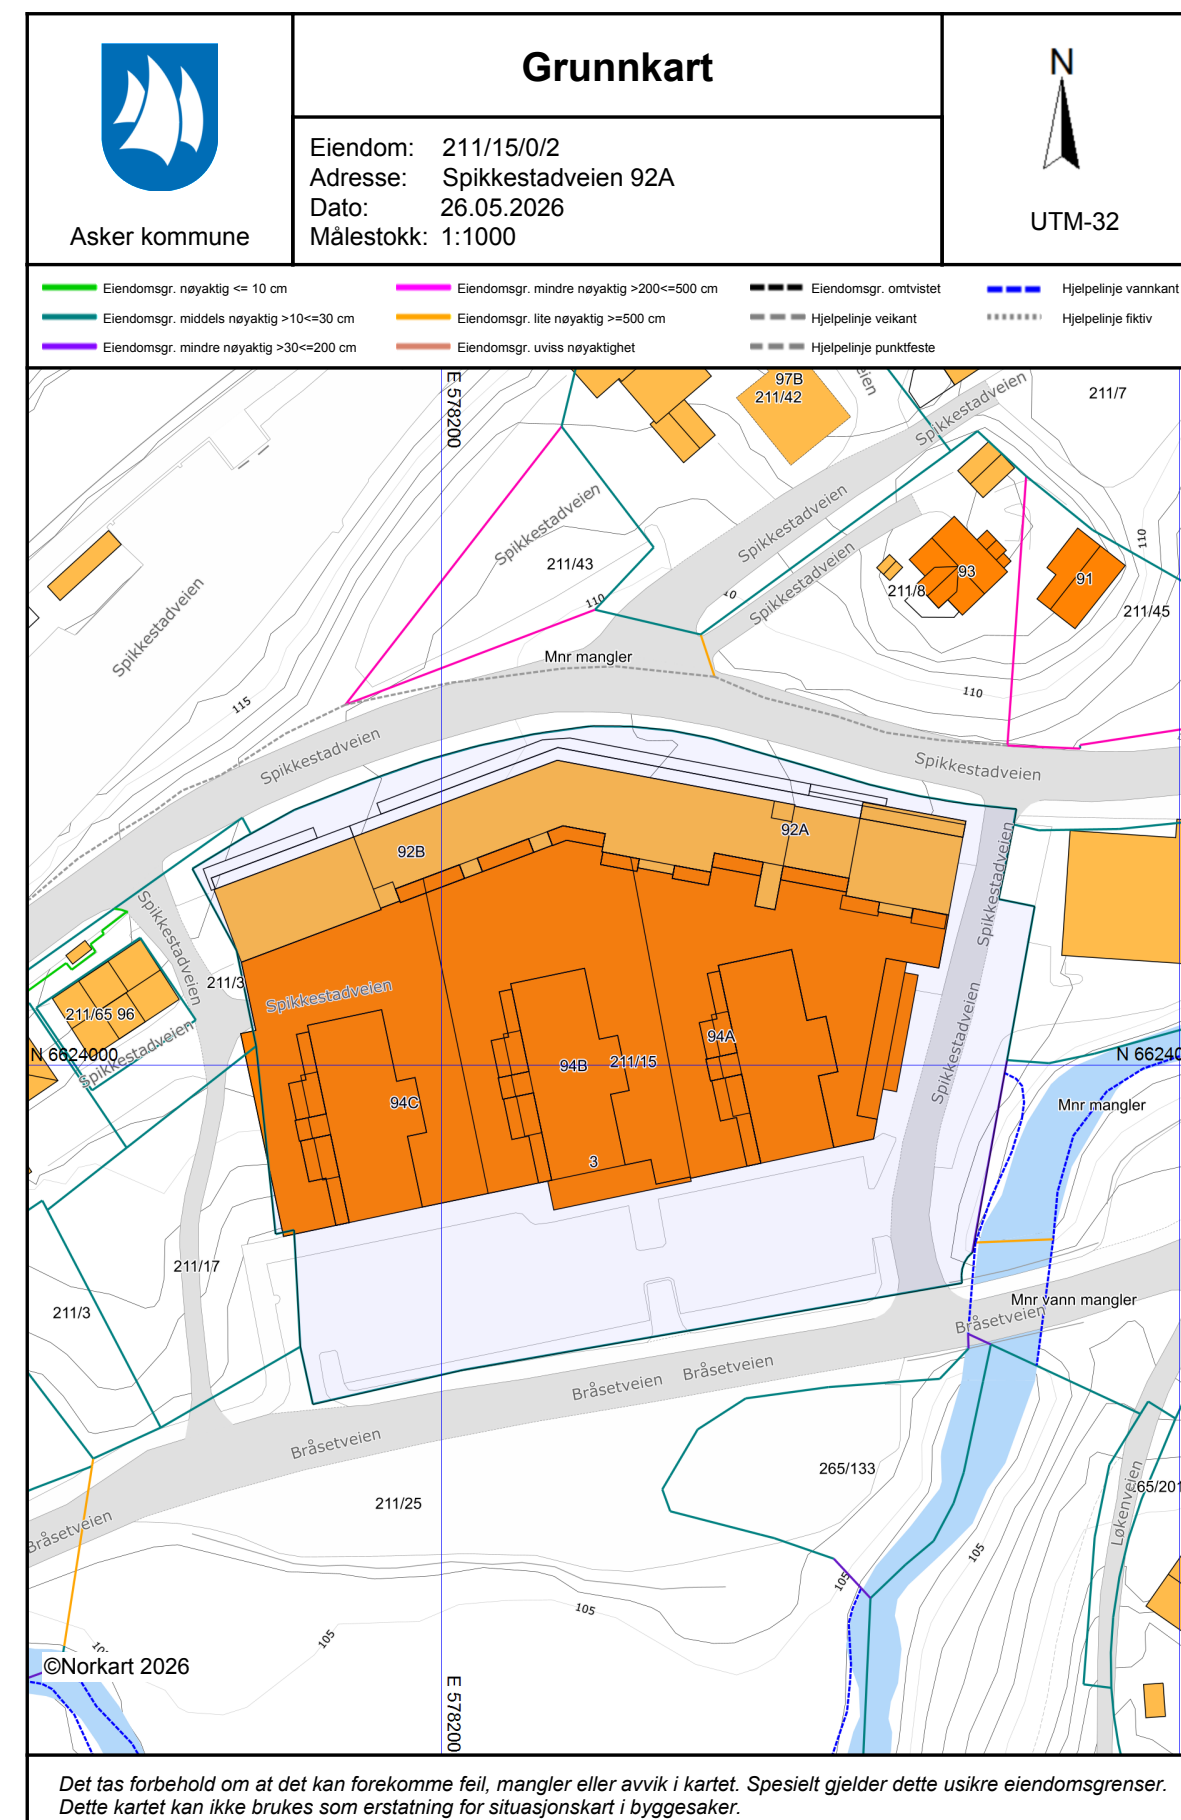 Grunnkart
Asker kommune
Eiendom: 211/15/0/2
Adresse: Spikkestadveien 92A
Dato: 26.05.2026
Målestokk: 1:1000
N
UTM-32
Eiendomsgr. nøyaktig <= 10 cm
Eiendomsgr. middels nøyaktig >10<=30 cm
Eiendomsgr. mindre nøyaktig >30<=200 cm
Eiendomsgr. mindre nøyaktig >200<=500 cm
Eiendomsgr. lite nøyaktig >=500 cm
Eiendomsgr. uviss nøyaktighet
Eiendomsgr. omtvistet
Hjelpelinje veikant
Hjelpelinje punktfeste
Hjelpelinje vannkant
Hjelpelinje fiktiv
E 578200
97B
211/42
Spikkestadveien
211/7
Spikkestadveien
Spikkestadveien
110
211/43
Spikkestadveien
93
91
211/8
211/45
Spikkestadveien
110
Mnr mangler
110
115
Spikkestadveien
Spikkestadveien
92A
92B
Spikkestadveien
Spikkestadveien
211/3
Spikkestadveien
211/65 96
Spikkestadveien
N 6624000
N 66240
94A
94B
211/15
94C
Spikkestadveien
Mnr mangler
3
211/17
211/3
Mnr vann mangler
Bråsetveien
Bråsetveien
Bråsetveien
Bråsetveien
265/133
211/25
Løkenveien
65/201
Bråsetveien
105
105
105
105
©Norkart 2026
E 578200
Det tas forbehold om at det kan forekomme feil, mangler eller avvik i kartet. Spesielt gjelder dette usikre eiendomsgrenser.
Dette kartet kan ikke brukes som erstatning for situasjonskart i byggesaker.